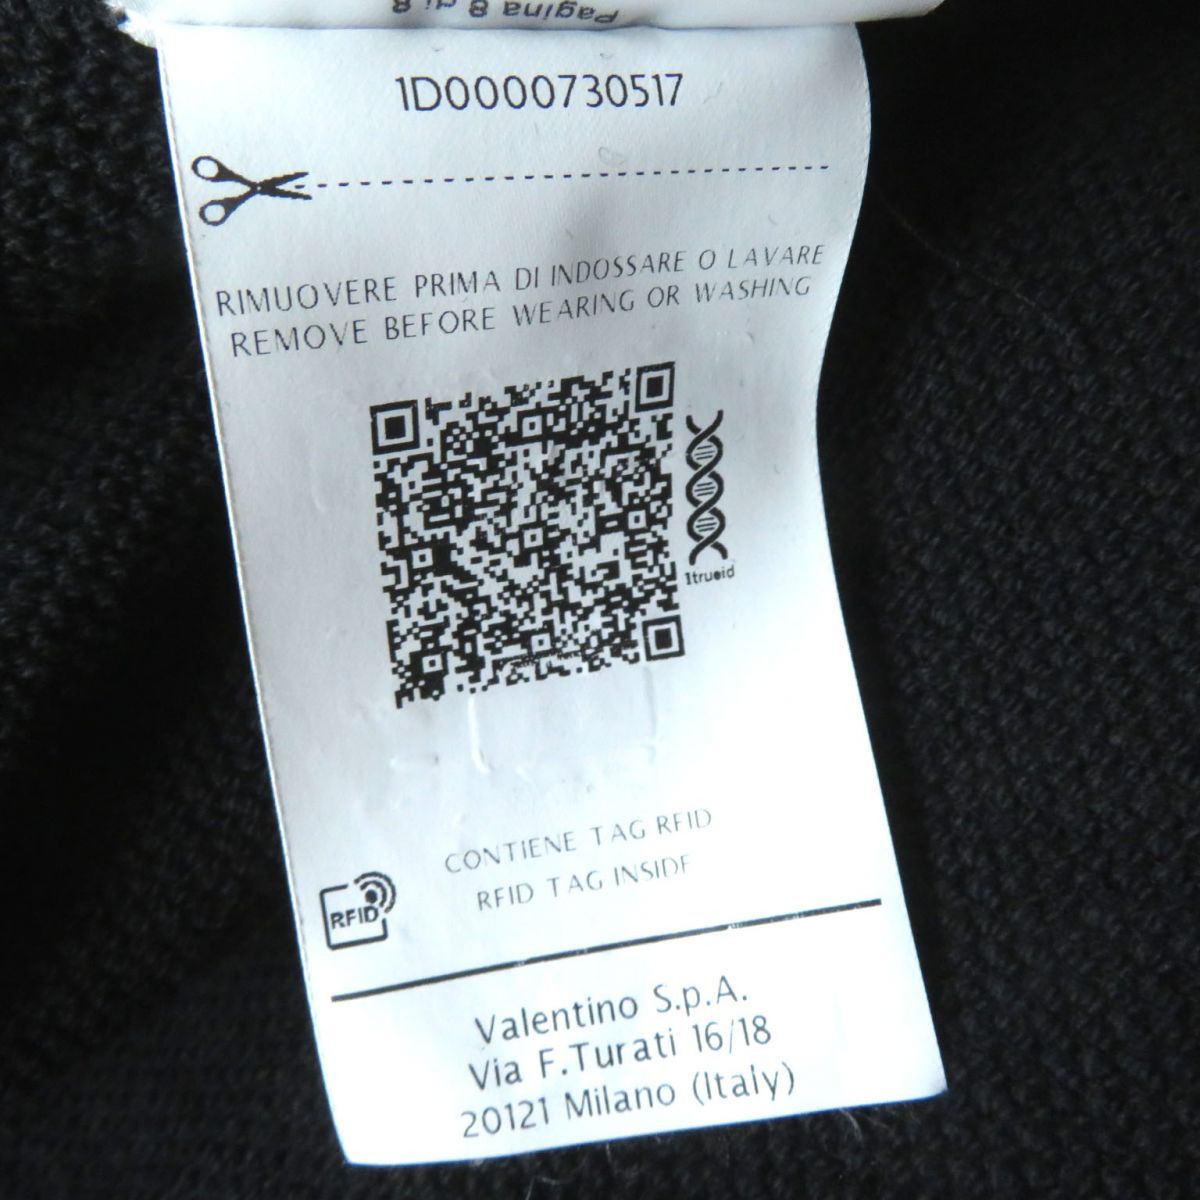 Pagina 8 di 8
1D0000730517
RIMUOVERE PRIMA DI INDOSSARE O LAVARE
REMOVE BEFORE WEARING OR WASHING
1trueid
CONTIENE TAG RFID
RFID TAG INSIDE
RFID
Valentino S.p.A.
Via F.Turati 16/18
20121 Milano (Italy)